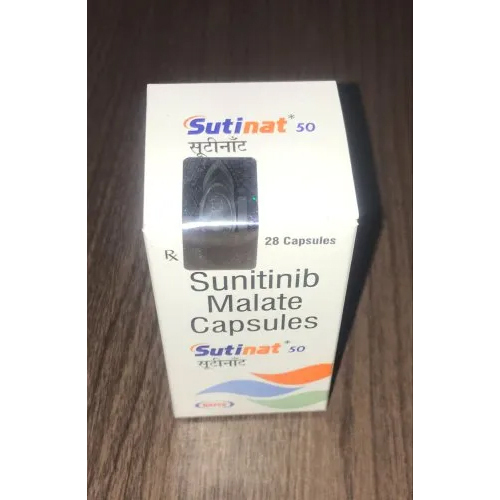 Sutinat* 50
सूटीनॉट
28 Capsules
Rx
Sunitinib
Malate
Capsules
Sutinat* 50
सूटीनॉट